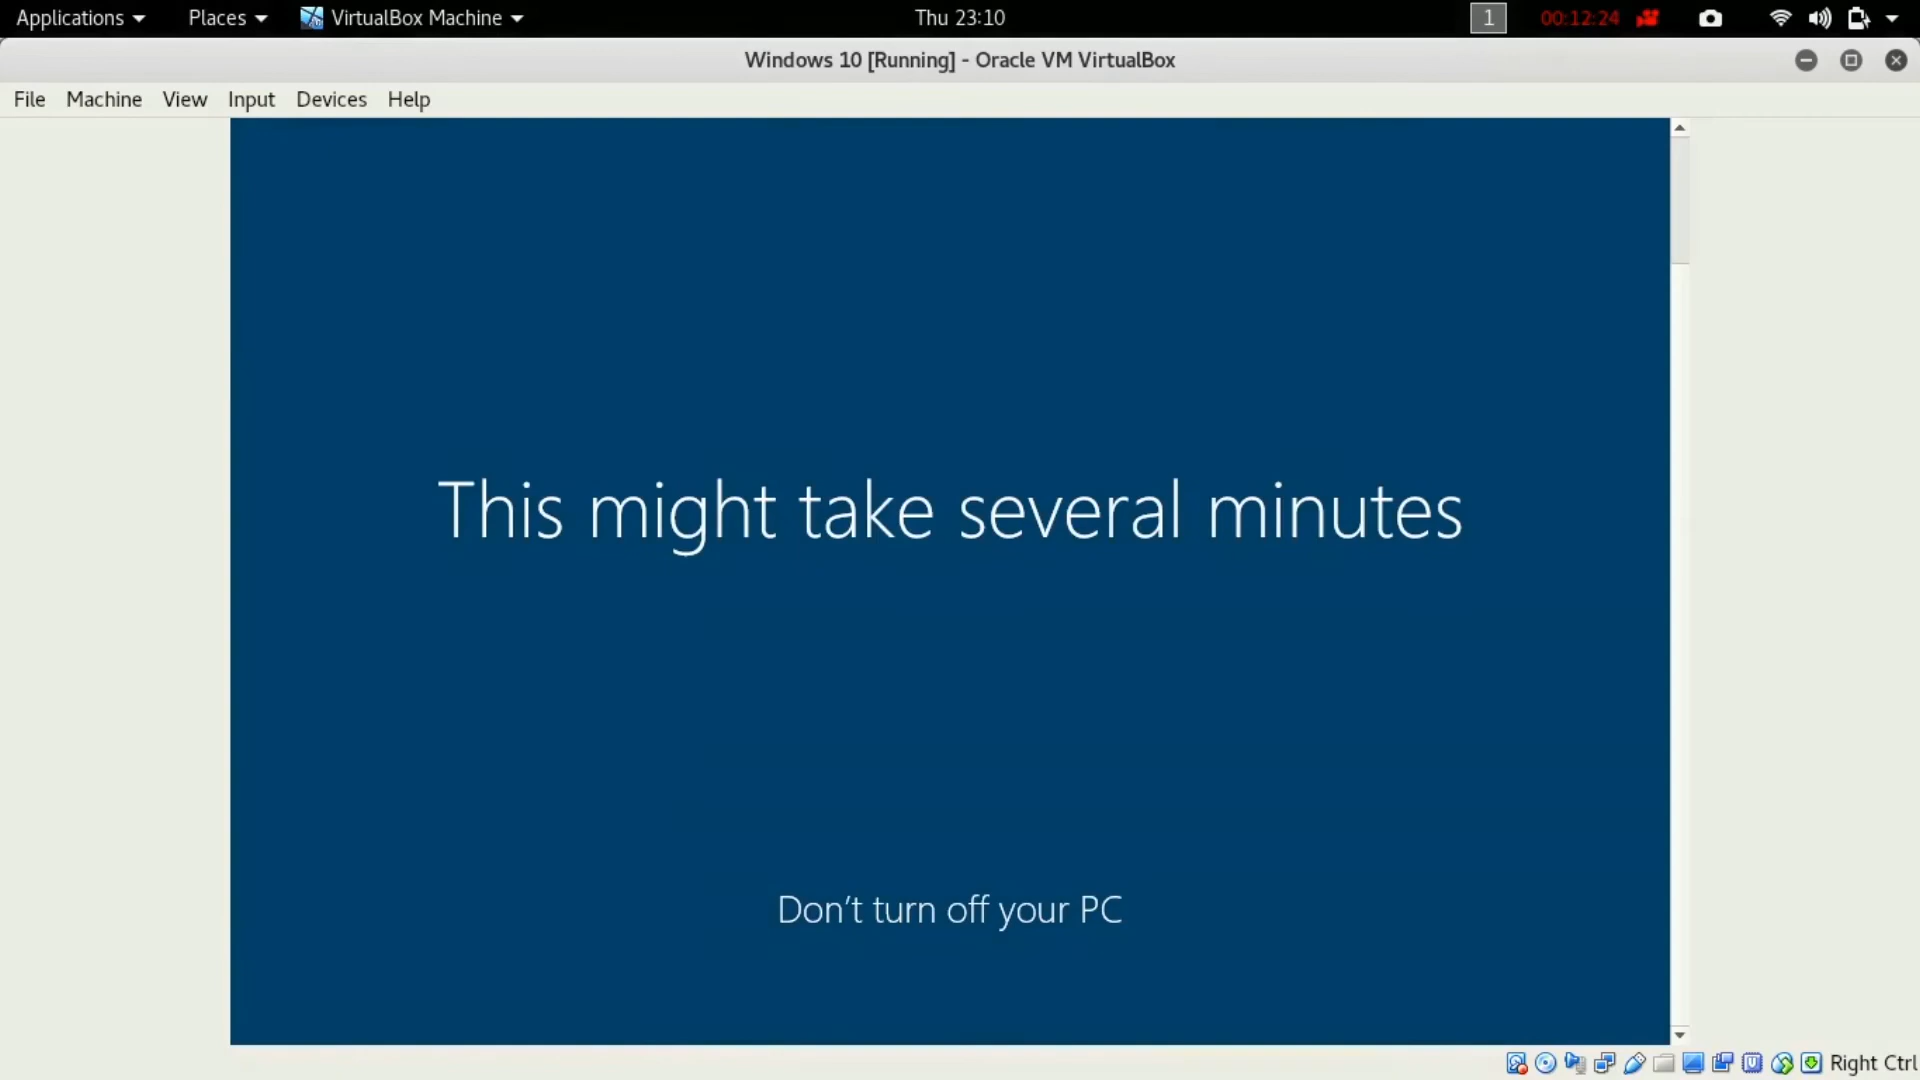 Applications Places VirtualBox Machine Thu 23:10 1 00:12:24
Windows 10 [Running] - Oracle VM VirtualBox
File Machine View Input Devices Help
This might take several minutes
Don't turn off your PC
Right Ctrl